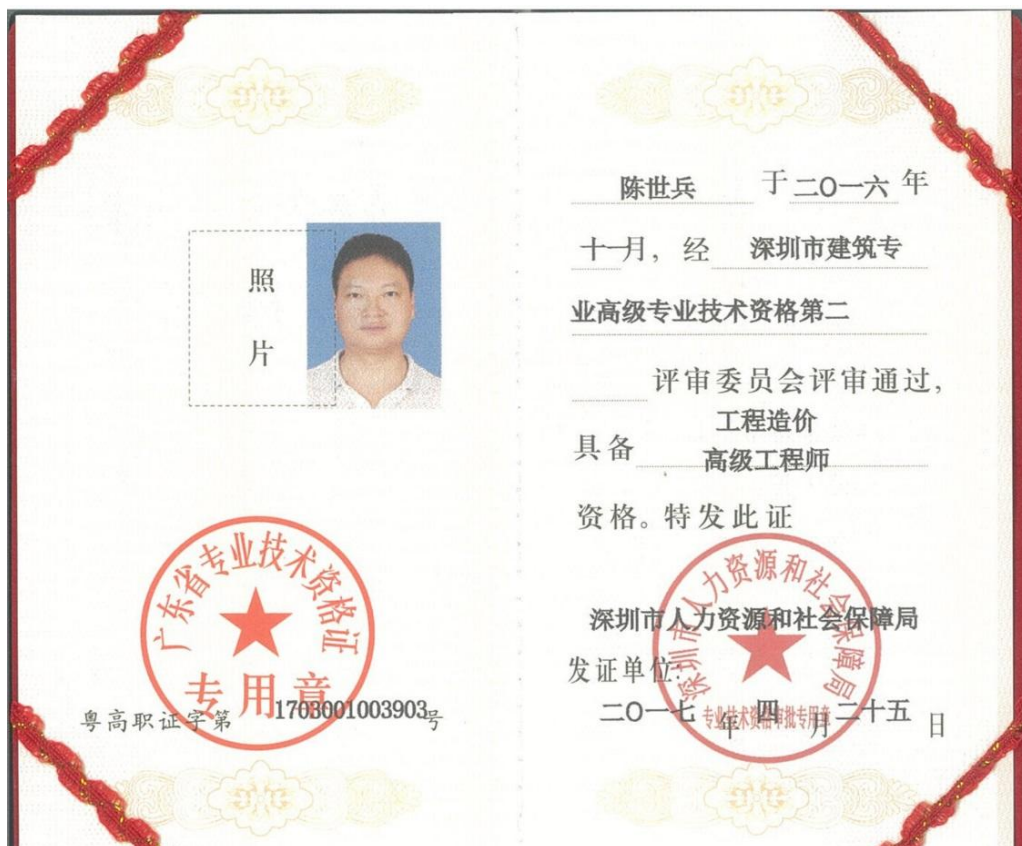 照
片
广东省专业技术资格证
专用章
粤高职证字第1703001003903号
陈世兵 于二〇一六年
十一月，经 深圳市建筑专
业高级专业技术资格第二
评审委员会评审通过，
工程造价
具备
高级工程师
资格。特发此证
深圳市人力资源和社会保障局
深圳市人力资源和社会保障局
发证单位：
专业技术资格审批专用章
二〇一七年四月二十五日